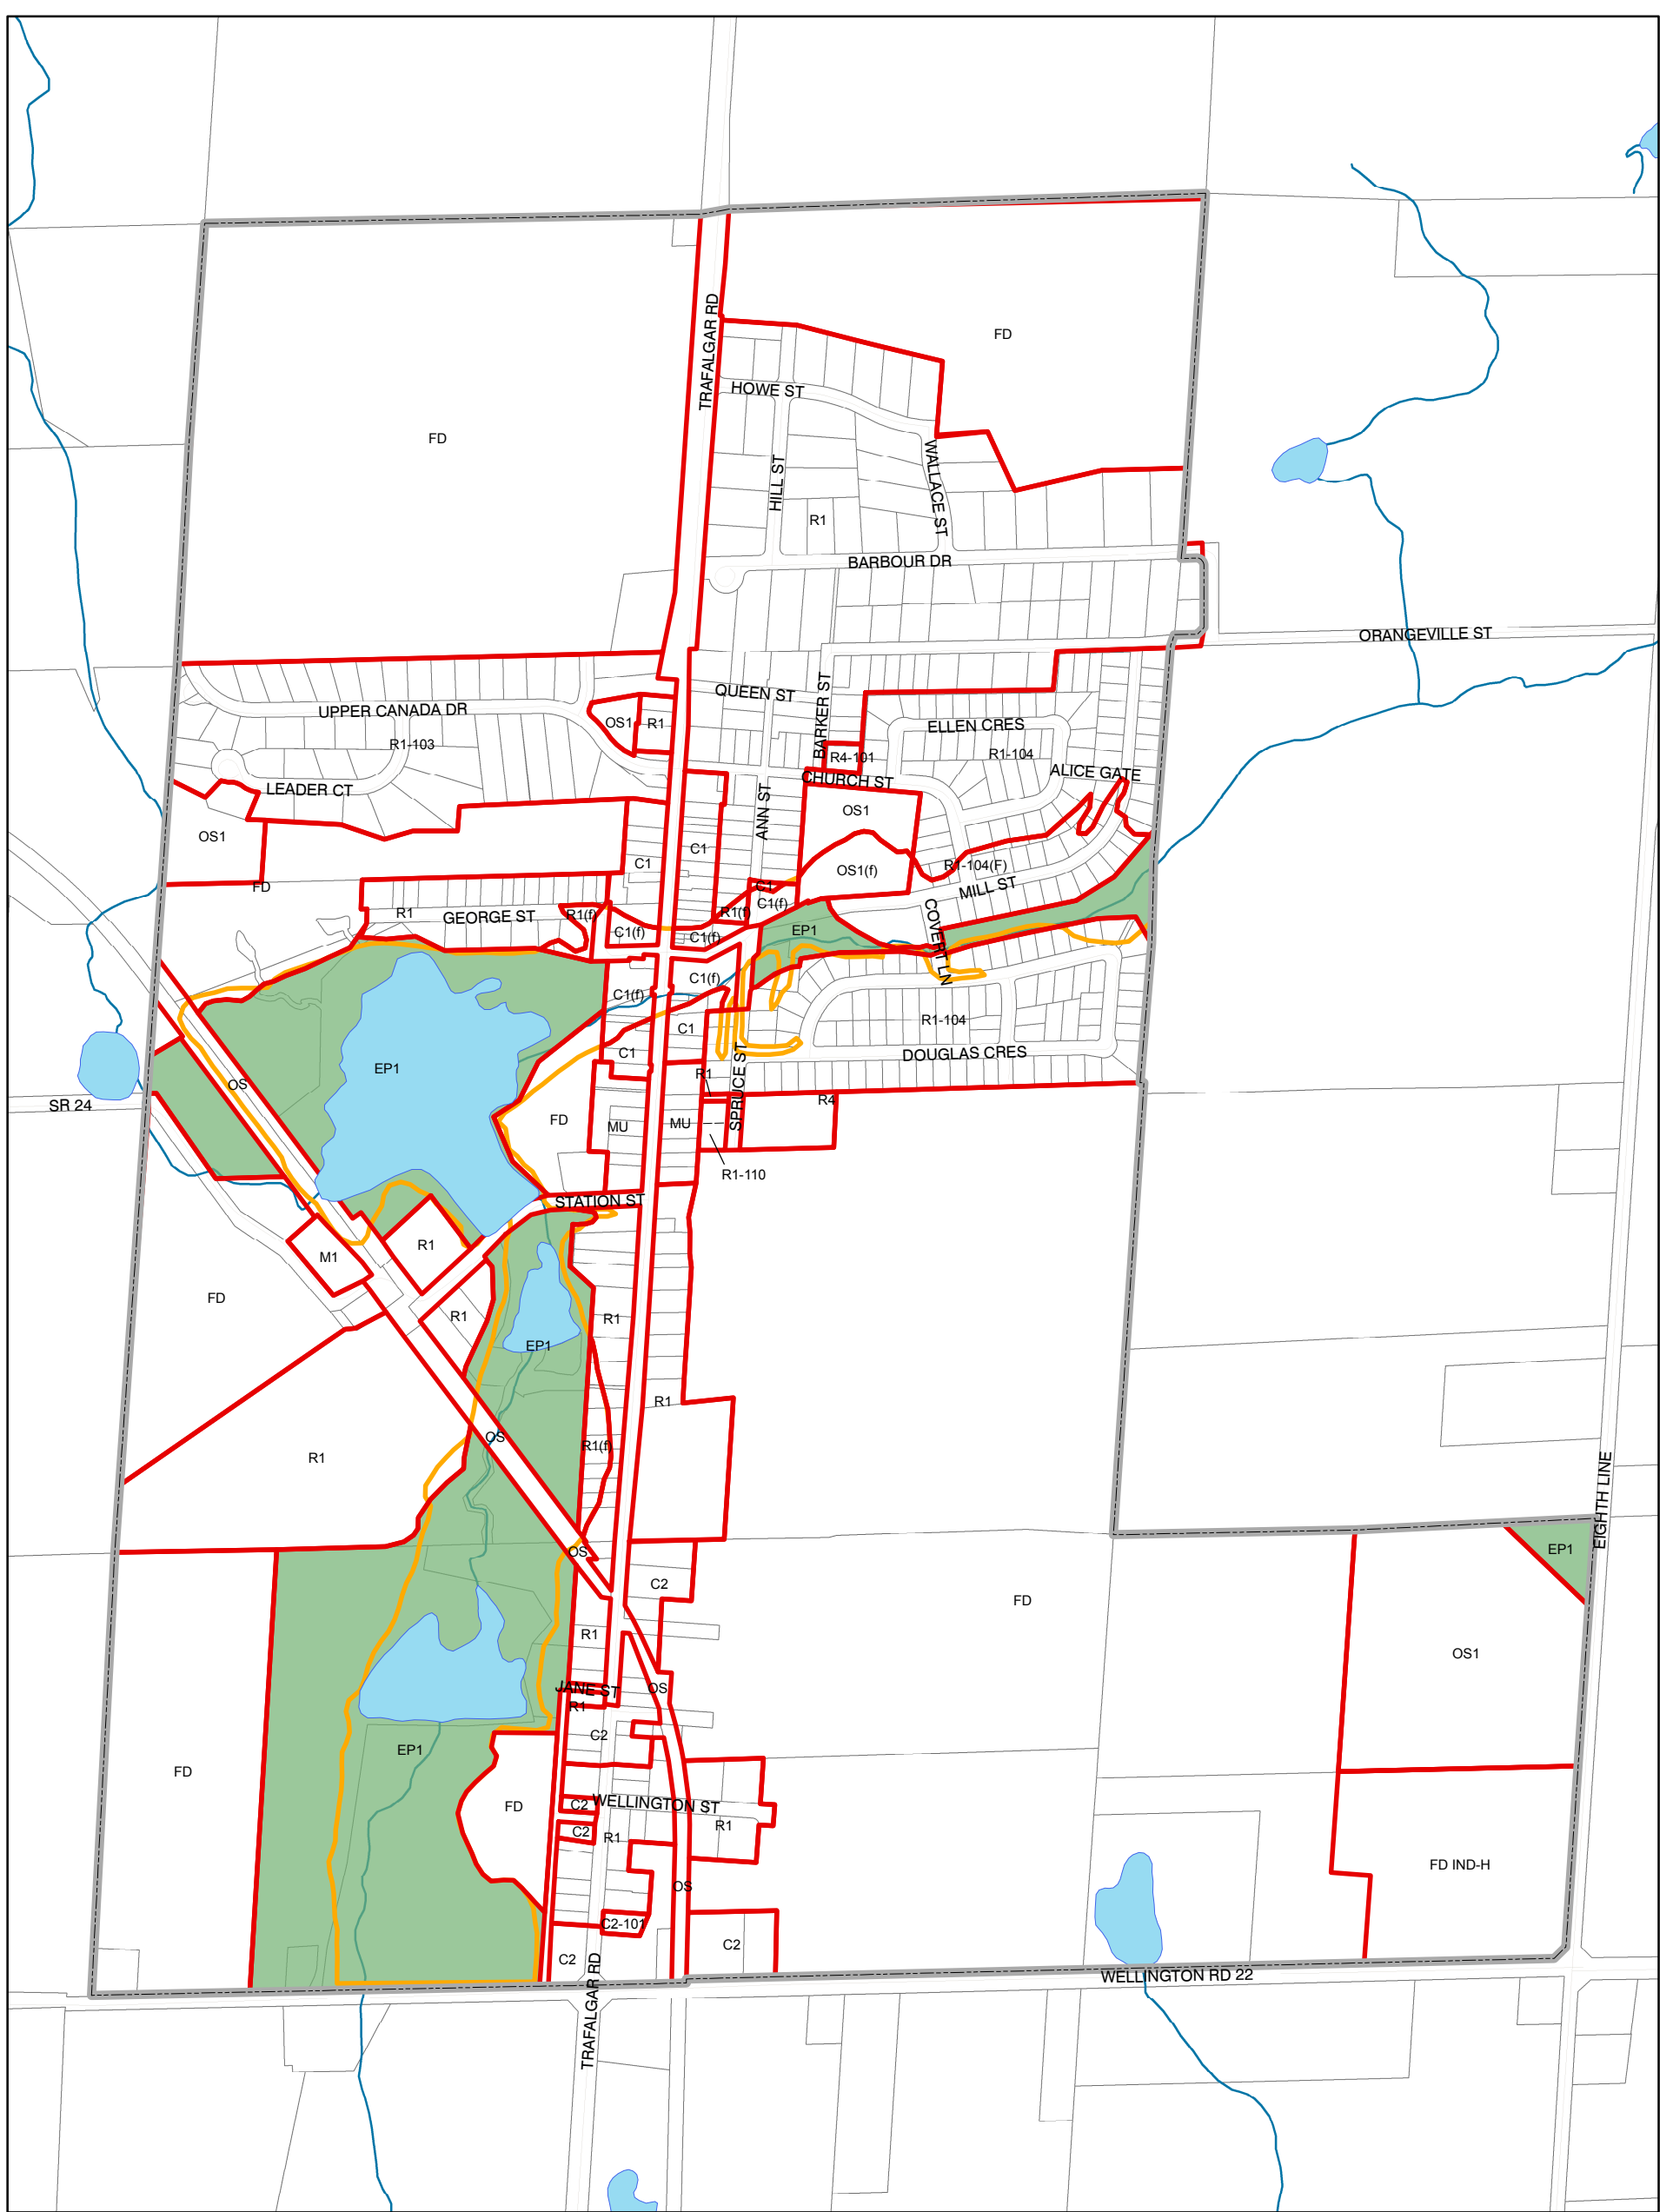 FD
TRAFALGAR RD
HOWE ST
FD
WALLACE ST
HILL ST
R1
BARBOUR DR
ORANGEVILLE ST
QUEEN ST
BARKER ST
UPPER CANADA DR
OS1
R1
ELLEN CRES
R1-103
R1-104
R4-101
ALICE GATE
CHURCH ST
LEADER CT
OS1
ANN ST
OS1
C1
C1
R1-104(F)
OS1(f)
FD
C1
MILL ST
C1(f)
R1
GEORGE ST
R1(f)
R1(f)
COVERT LN
C1(f)
C1(f)
EP1
C1(f)
C1(f)
R1-104
C1
C1
DOUGLAS CRES
EP1
R1
OS
SPRUCE ST
R4
SR 24
FD
MU
MU
R1-110
STATION ST
R1
M1
FD
R1
R1
EP1
R1
OS
R1(f)
R1
EIGHTH LINE
OS
EP1
C2
FD
R1
OS1
JANE ST
OS
R1
C2
EP1
FD
FD
C2
WELLINGTON ST
R1
C2
R1
FD IND-H
OS
C2-101
C2
C2
TRAFALGAR RD
WELLINGTON RD 22